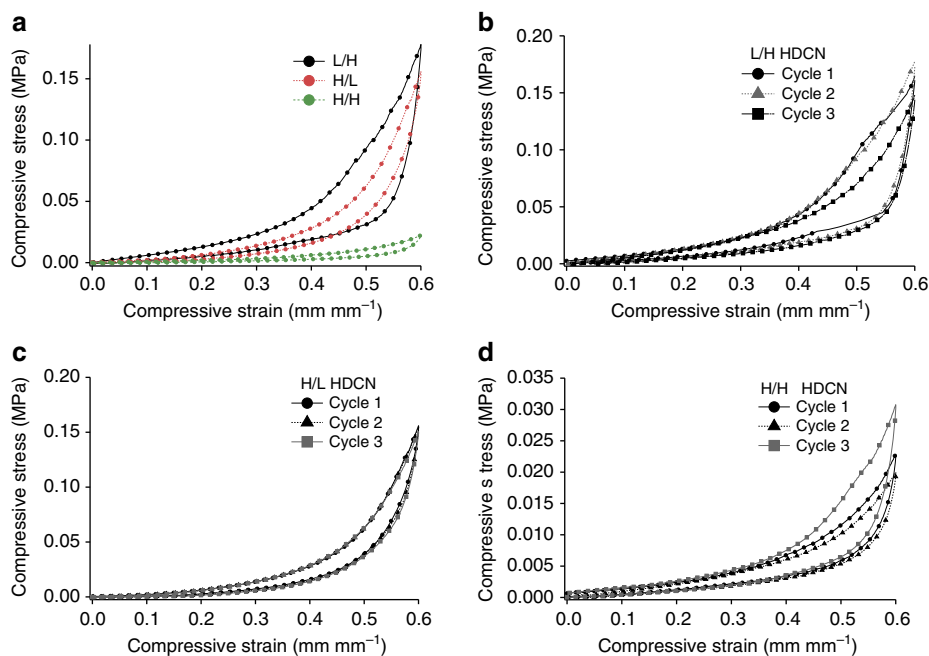 a
Compressive stress (MPa)
0.15
0.10
0.05
0.00
L/H
H/L
H/H
0.0 0.1 0.2 0.3 0.4 0.5 0.6
Compressive strain (mm mm⁻¹)
b
Compressive stress (MPa)
0.20
0.15
0.10
0.05
0.00
L/H HDCN
Cycle 1
Cycle 2
Cycle 3
0.0 0.1 0.2 0.3 0.4 0.5 0.6
Compressive strain (mm mm⁻¹)
c
Compressive stress (MPa)
0.20
0.15
0.10
0.05
0.00
H/L HDCN
Cycle 1
Cycle 2
Cycle 3
0.0 0.1 0.2 0.3 0.4 0.5 0.6
Compressive strain (mm mm⁻¹)
d
Compressive s tress (MPa)
0.035
0.030
0.025
0.020
0.015
0.010
0.005
0.000
H/H HDCN
Cycle 1
Cycle 2
Cycle 3
0.0 0.1 0.2 0.3 0.4 0.5 0.6
Compressive strain (mm mm⁻¹)